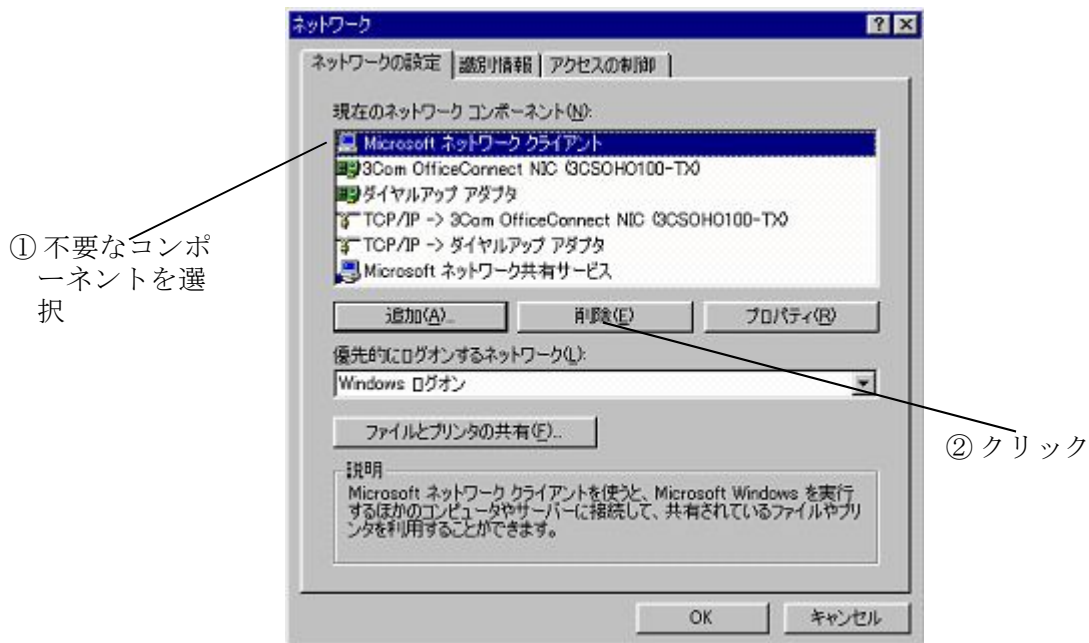 ネットワーク
ネットワークの設定 識別情報 アクセスの制御
現在のネットワーク コンポーネント(N):
Microsoft ネットワーク クライアント
3Com OfficeConnect NIC (3CSOHO100-TX)
ダイヤルアップ アダプタ
TCP/IP -> 3Com OfficeConnect NIC (3CSOHO100-TX)
TCP/IP -> ダイヤルアップ アダプタ
Microsoft ネットワーク共有サービス
① 不要なコンポ
ーネントを選
択
追加(A)... 削除(E) プロパティ(R)
優先的にログオンするネットワーク(L):
Windows ログオン
ファイルとプリンタの共有(F)...
② クリック
説明
Microsoft ネットワーク クライアントを使うと、Microsoft Windows を実行
するほかのコンピュータやサーバーに接続して、共有されているファイルやプリ
ンタを利用することができます。
OK キャンセル